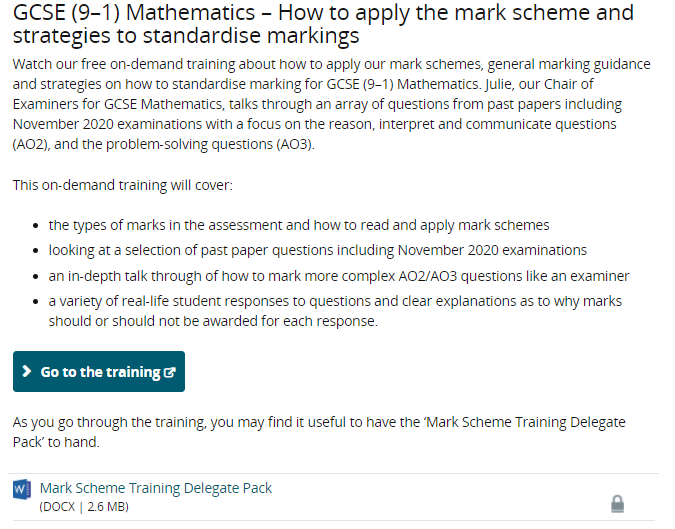 GCSE (9–1) Mathematics – How to apply the mark scheme and
strategies to standardise markings
Watch our free on-demand training about how to apply our mark schemes, general marking guidance
and strategies on how to standardise marking for GCSE (9–1) Mathematics. Julie, our Chair of
Examiners for GCSE Mathematics, talks through an array of questions from past papers including
November 2020 examinations with a focus on the reason, interpret and communicate questions
(AO2), and the problem-solving questions (AO3).
This on-demand training will cover:
• the types of marks in the assessment and how to read and apply mark schemes
• looking at a selection of past paper questions including November 2020 examinations
• an in-depth talk through of how to mark more complex AO2/AO3 questions like an examiner
• a variety of real-life student responses to questions and clear explanations as to why marks
should or should not be awarded for each response.
Go to the training
As you go through the training, you may find it useful to have the ‘Mark Scheme Training Delegate
Pack’ to hand.
W Mark Scheme Training Delegate Pack
(DOCX | 2.6 MB)